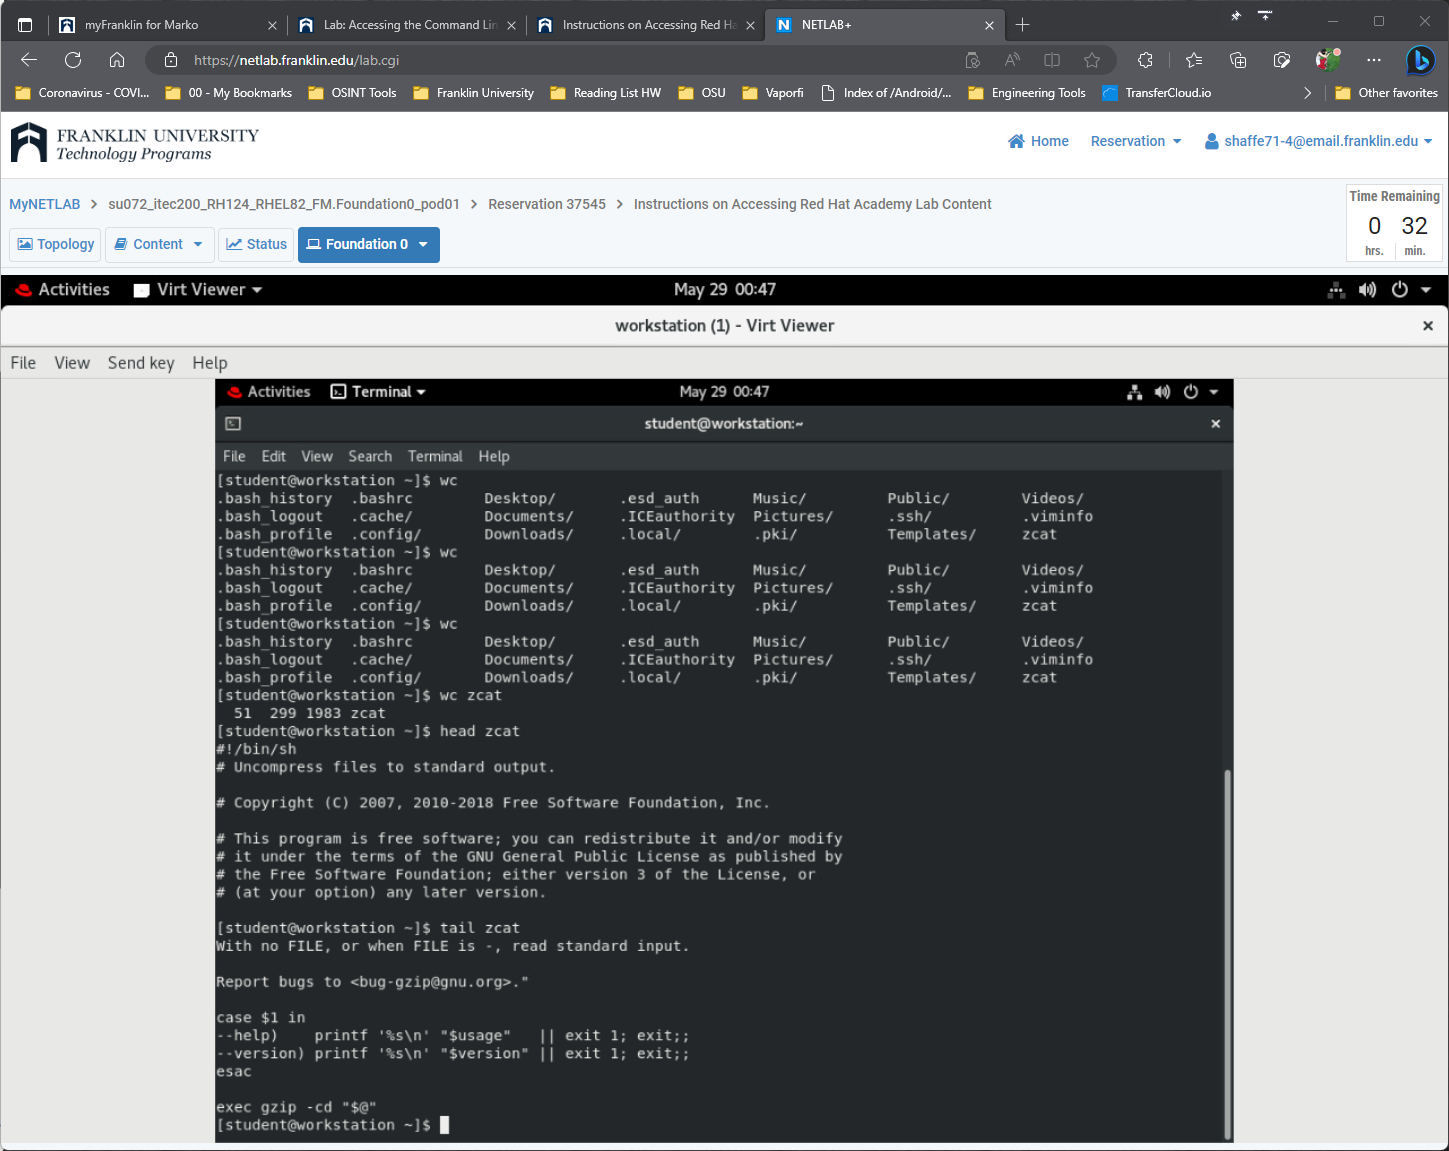 myFranklin for Marko
Lab: Accessing the Command Lin
Instructions on Accessing Red Ha
NETLAB+
https://netlab.franklin.edu/lab.cgi
Coronavirus - COVI...
00 - My Bookmarks
OSINT Tools
Franklin University
Reading List HW
OSU
Vaporfi
Index of /Android/...
Engineering Tools
TransferCloud.io
Other favorites
FRANKLIN UNIVERSITY
Technology Programs
Home
Reservation
shaffe71-4@email.franklin.edu
MyNETLAB > su072_itec200_RH124_RHEL82_FM.Foundation0_pod01 > Reservation 37545 > Instructions on Accessing Red Hat Academy Lab Content
Time Remaining
0 32
hrs. min.
Topology
Content
Status
Foundation 0
Activities Virt Viewer May 29 00:47
workstation (1) - Virt Viewer
File View Send key Help
Activities Terminal May 29 00:47
student@workstation:~
File Edit View Search Terminal Help
[student@workstation ~]$ wc
.bash_history .bashrc Desktop/ .esd_auth Music/ Public/ Videos/
.bash_logout .cache/ Documents/ .ICEauthority Pictures/ .ssh/ .viminfo
.bash_profile .config/ Downloads/ .local/ .pki/ Templates/ zcat
[student@workstation ~]$ wc
.bash_history .bashrc Desktop/ .esd_auth Music/ Public/ Videos/
.bash_logout .cache/ Documents/ .ICEauthority Pictures/ .ssh/ .viminfo
.bash_profile .config/ Downloads/ .local/ .pki/ Templates/ zcat
[student@workstation ~]$ wc
.bash_history .bashrc Desktop/ .esd_auth Music/ Public/ Videos/
.bash_logout .cache/ Documents/ .ICEauthority Pictures/ .ssh/ .viminfo
.bash_profile .config/ Downloads/ .local/ .pki/ Templates/ zcat
[student@workstation ~]$ wc zcat
51 299 1983 zcat
[student@workstation ~]$ head zcat
#!/bin/sh
# Uncompress files to standard output.
# Copyright (C) 2007, 2010-2018 Free Software Foundation, Inc.
# This program is free software; you can redistribute it and/or modify
# it under the terms of the GNU General Public License as published by
# the Free Software Foundation; either version 3 of the License, or
# (at your option) any later version.
[student@workstation ~]$ tail zcat
With no FILE, or when FILE is -, read standard input.
Report bugs to <bug-gzip@gnu.org>."
case $1 in
--help) printf '%s\n' "$usage" || exit 1; exit;;
--version) printf '%s\n' "$version" || exit 1; exit;;
esac
exec gzip -cd "$@"
[student@workstation ~]$